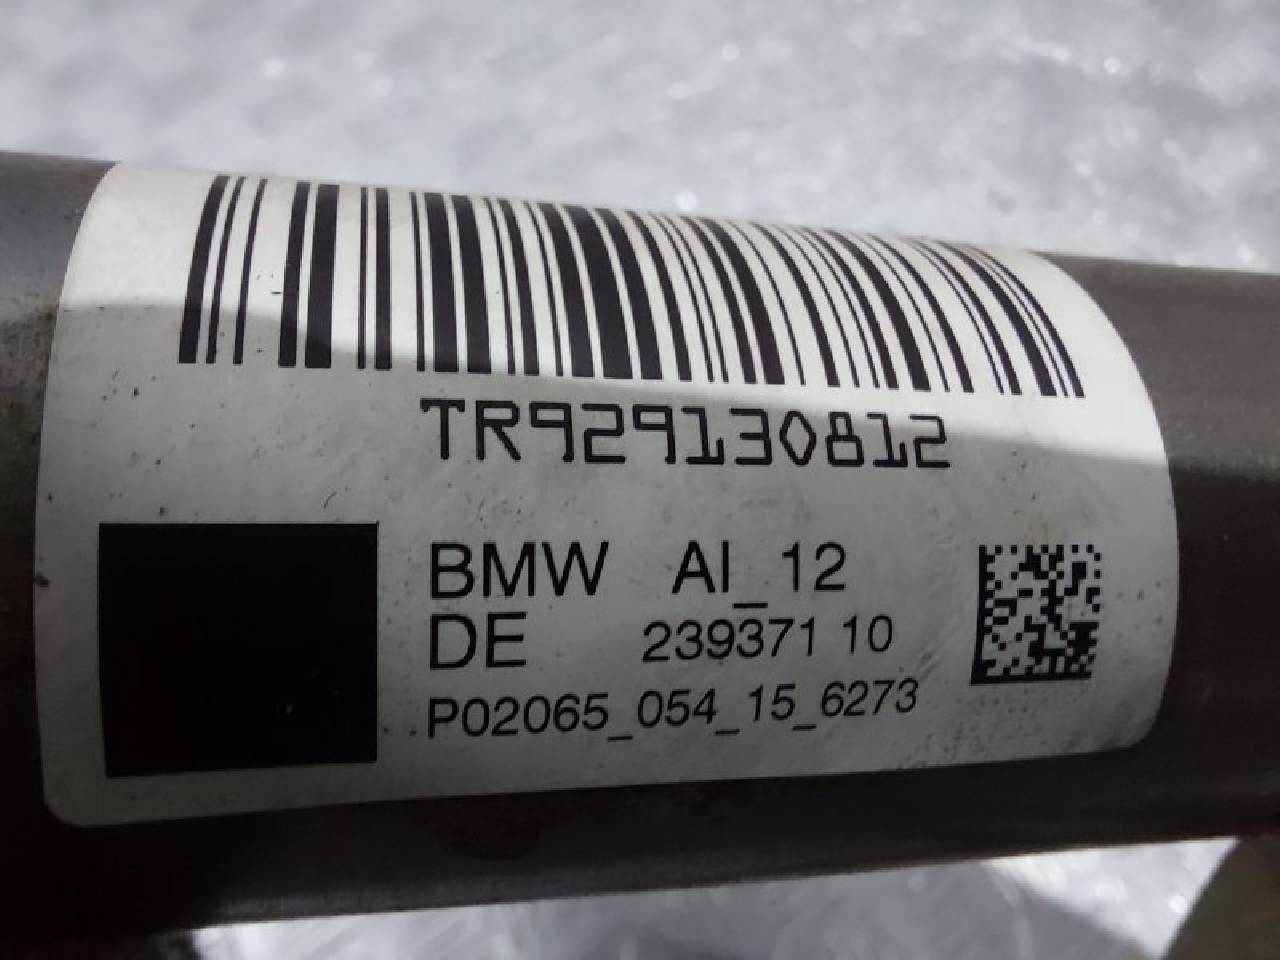 TR929130812
BMW AI_12
DE 239371 10
P02065_054_15_6273